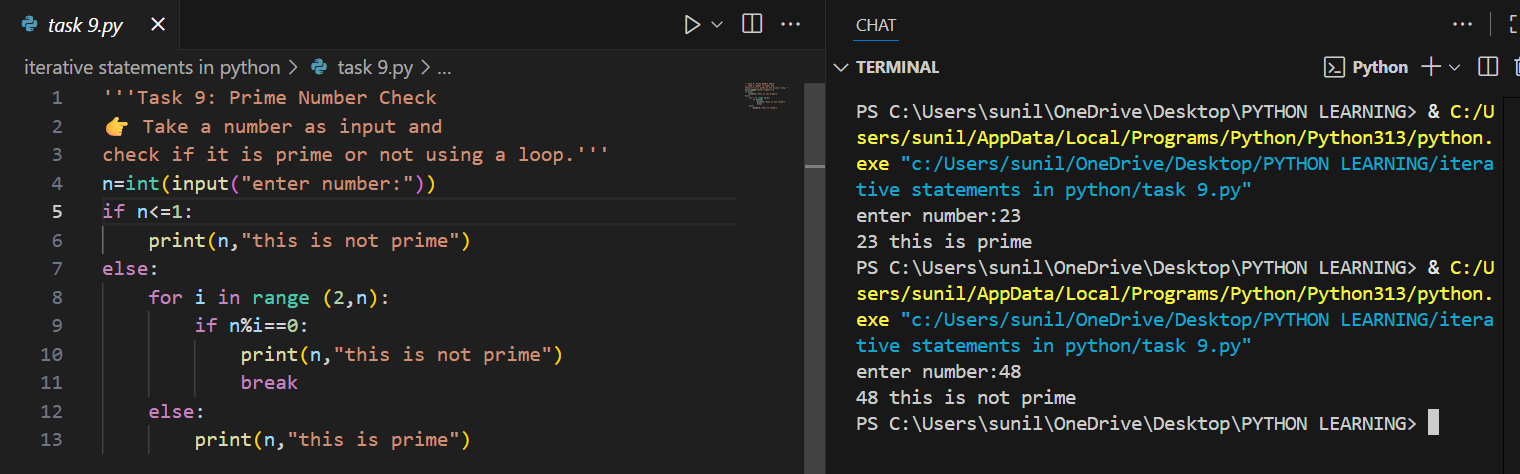 task 9.py
iterative statements in python > task 9.py > ...
1 '''Task 9: Prime Number Check
2 👉 Take a number as input and
3 check if it is prime or not using a loop.'''
4 n=int(input("enter number:"))
5 if n<=1:
6     print(n,"this is not prime")
7 else:
8     for i in range (2,n):
9         if n%i==0:
10             print(n,"this is not prime")
11             break
12     else:
13         print(n,"this is prime")
CHAT
TERMINAL
Python
PS C:\Users\sunil\OneDrive\Desktop\PYTHON LEARNING> & C:/U
sers/sunil/AppData/Local/Programs/Python/Python313/python.
exe "c:/Users/sunil/OneDrive/Desktop/PYTHON LEARNING/itera
tive statements in python/task 9.py"
enter number:23
23 this is prime
PS C:\Users\sunil\OneDrive\Desktop\PYTHON LEARNING> & C:/U
sers/sunil/AppData/Local/Programs/Python/Python313/python.
exe "c:/Users/sunil/OneDrive/Desktop/PYTHON LEARNING/itera
tive statements in python/task 9.py"
enter number:48
48 this is not prime
PS C:\Users\sunil\OneDrive\Desktop\PYTHON LEARNING>